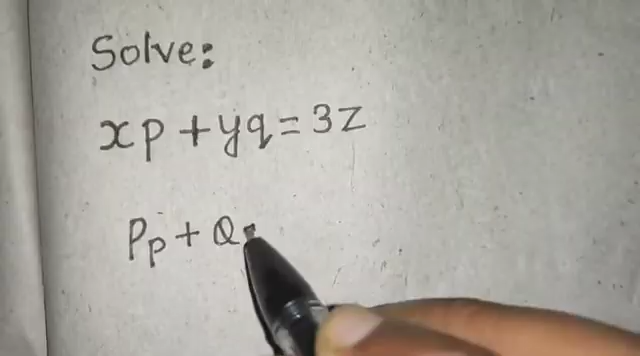 Solve:
xp + yq = 3z
Pp + Q